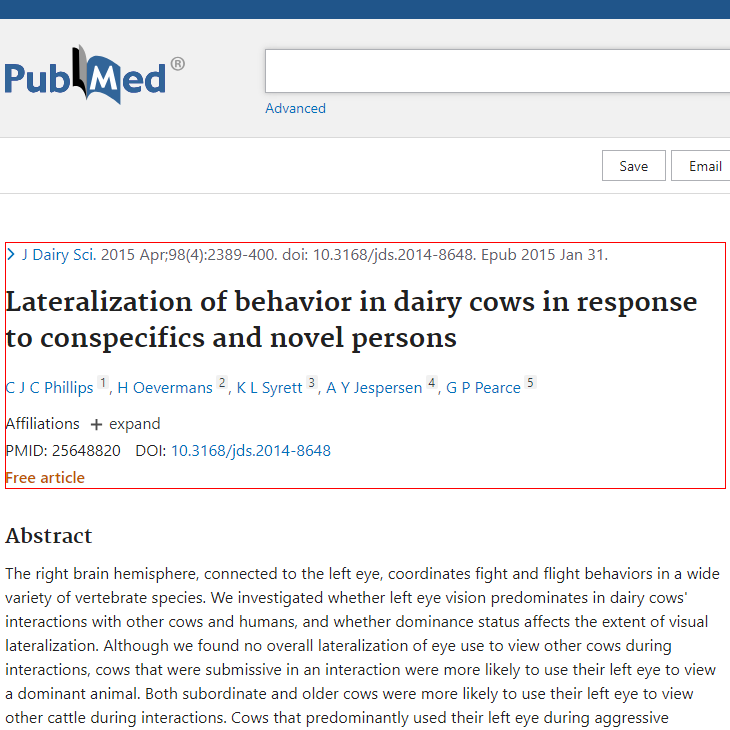 PubMed®
Advanced
Save
Email
J Dairy Sci. 2015 Apr;98(4):2389-400. doi: 10.3168/jds.2014-8648. Epub 2015 Jan 31.
Lateralization of behavior in dairy cows in response
to conspecifics and novel persons
C J C Phillips 1, H Oevermans 2, K L Syrett 3, A Y Jespersen 4, G P Pearce 5
Affiliations + expand
PMID: 25648820 DOI: 10.3168/jds.2014-8648
Free article
Abstract
The right brain hemisphere, connected to the left eye, coordinates fight and flight behaviors in a wide
variety of vertebrate species. We investigated whether left eye vision predominates in dairy cows'
interactions with other cows and humans, and whether dominance status affects the extent of visual
lateralization. Although we found no overall lateralization of eye use to view other cows during
interactions, cows that were submissive in an interaction were more likely to use their left eye to view
a dominant animal. Both subordinate and older cows were more likely to use their left eye to view
other cattle during interactions. Cows that predominantly used their left eye during aggressive